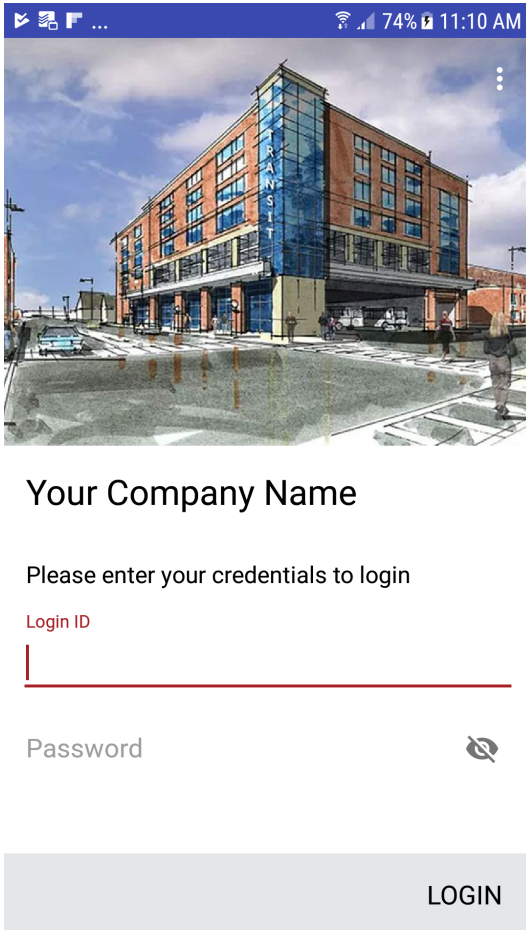 ... 74% 11:10 AM
TRANSIT
Your Company Name
Please enter your credentials to login
Login ID
Password
LOGIN